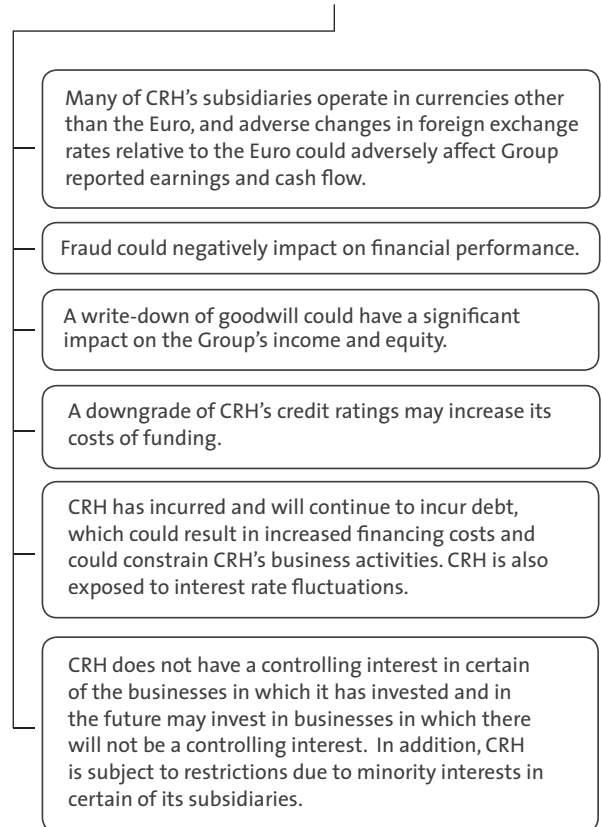 Many of CRH’s subsidiaries operate in currencies other
than the Euro, and adverse changes in foreign exchange
rates relative to the Euro could adversely affect Group
reported earnings and cash flow.
Fraud could negatively impact on financial performance.
A write-down of goodwill could have a significant
impact on the Group’s income and equity.
A downgrade of CRH’s credit ratings may increase its
costs of funding.
CRH has incurred and will continue to incur debt,
which could result in increased financing costs and
could constrain CRH’s business activities. CRH is also
exposed to interest rate fluctuations.
CRH does not have a controlling interest in certain
of the businesses in which it has invested and in
the future may invest in businesses in which there
will not be a controlling interest.  In addition, CRH
is subject to restrictions due to minority interests in
certain of its subsidiaries.